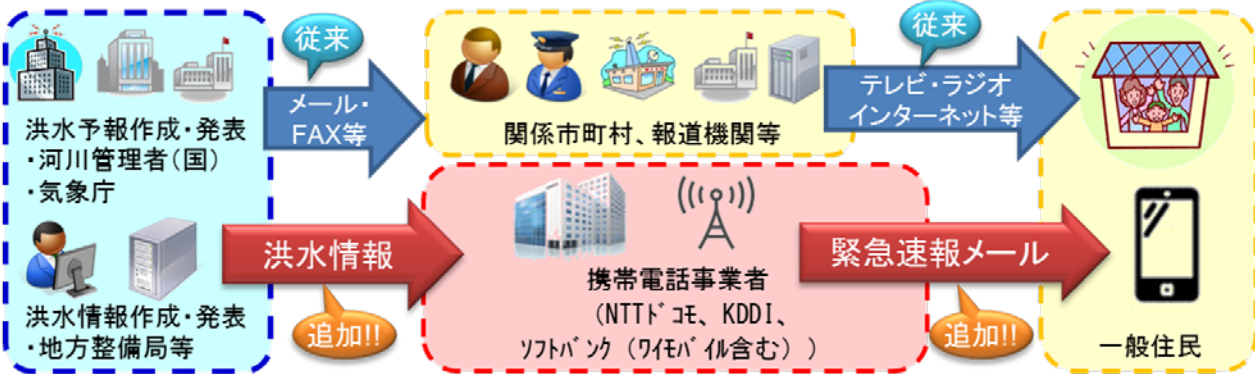 洪水予報作成・発表
・河川管理者(国)
・気象庁
洪水情報作成・発表
・地方整備局等
従来
メール・
FAX等
関係市町村、報道機関等
従来
テレビ・ラジオ
インターネット等
洪水情報
追加!!
携帯電話事業者
(NTTﾄﾞｺﾓ、KDDI、
ｿﾌﾄﾊﾞﾝｸ (ﾜｲﾓﾊﾞｲﾙ含む) )
緊急速報メール
追加!!
一般住民